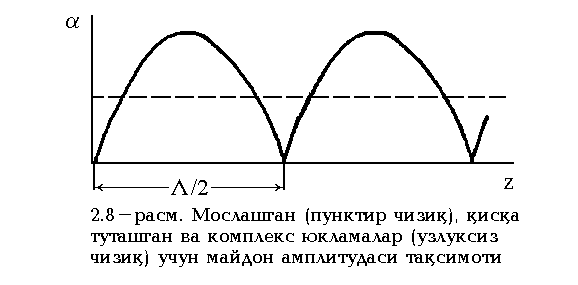 α
z
Λ/2
2.8–расм. Мослашган (пунктир чизиқ), қисқа
туташган ва комплекс юкламалар (узлуксиз
чизиқ) учун майдон амплитудаси тақсимоти